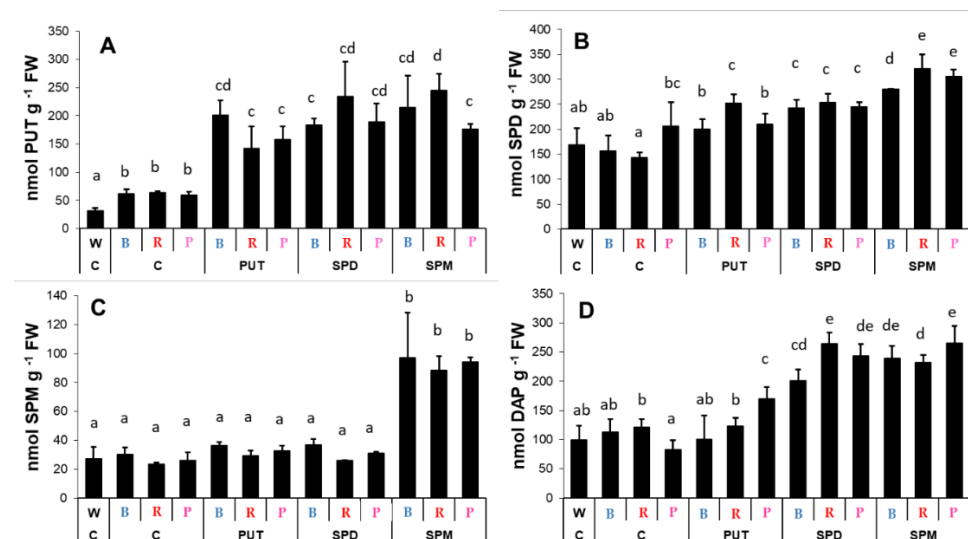 A
nmol PUT g -1 FW
350
300
250
200
150
100
50
0
a
b
b
b
cd
c
c
c
cd
cd
cd
d
c
W B R P B R P B R P B R P
C C PUT SPD SPM
B
nmol SPD g -1 FW
400
350
300
250
200
150
100
50
0
ab
ab
a
bc
b
c
b
c
c
c
d
e
e
W B R P B R P B R P B R P
C C PUT SPD SPM
C
nmol SPM g -1 FW
140
120
100
80
60
40
20
0
a
a
a
a
a
a
a
a
a
a
b
b
b
W B R P B R P B R P B R P
C C PUT SPD SPM
D
nmol DAP g -1 FW
350
300
250
200
150
100
50
0
ab
ab
b
a
ab
b
c
cd
e
de
de
d
e
W B R P B R P B R P B R P
C C PUT SPD SPM